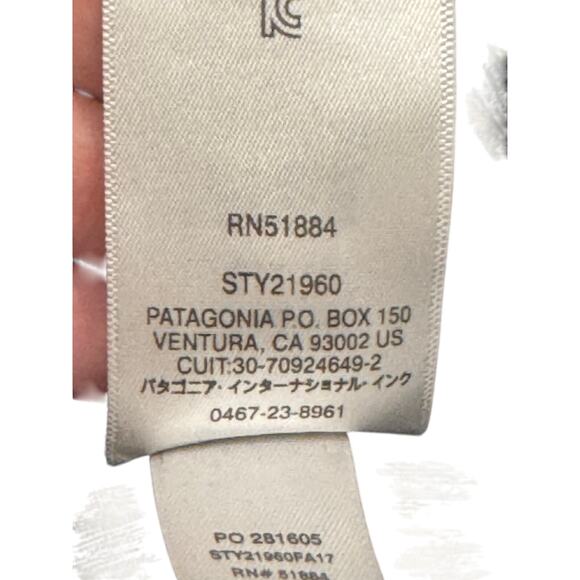 RN51884
STY21960
PATAGONIA P.O. BOX 150
VENTURA, CA 93002 US
CUIT:30-70924649-2
パタゴニア・インターナショナル・インク
0467-23-8961
PO 281605
STY21960FA17
RN# 51884